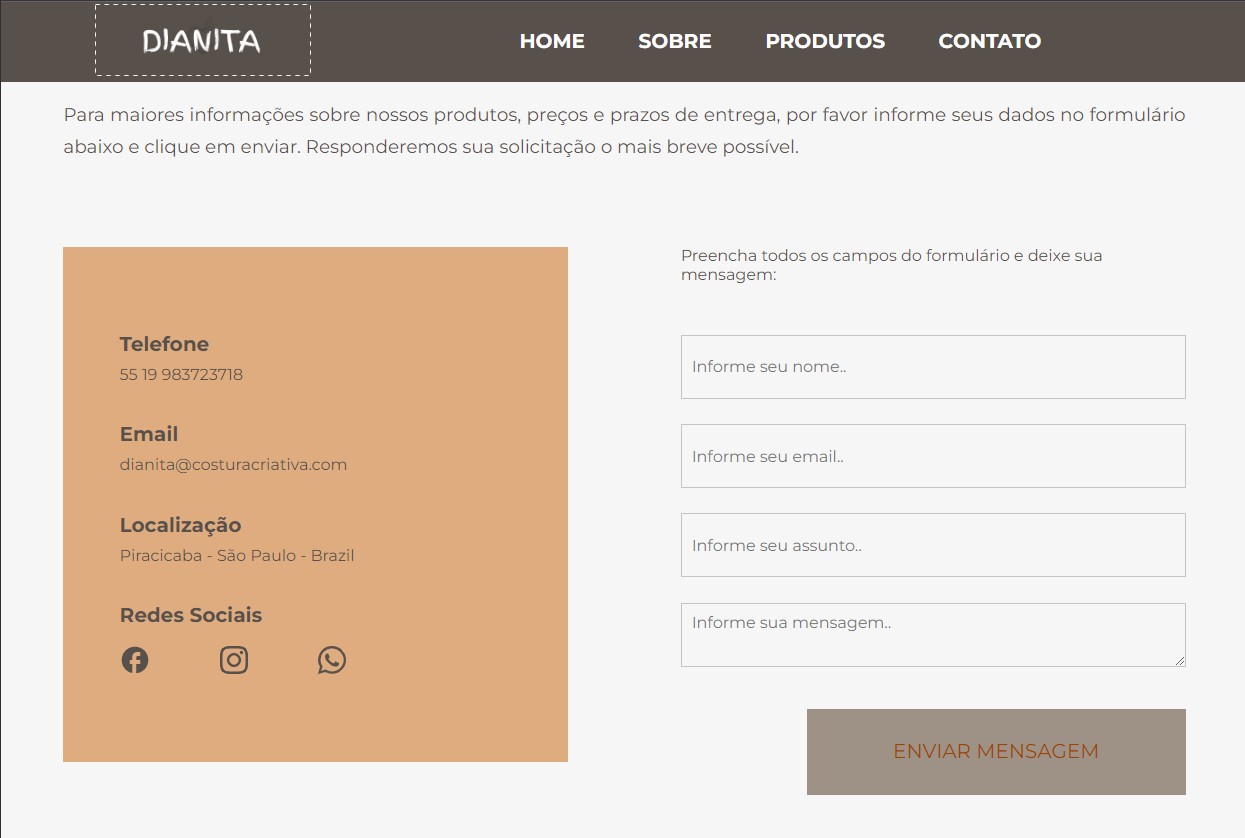 DIANITA
HOME SOBRE PRODUTOS CONTATO
Para maiores informações sobre nossos produtos, preços e prazos de entrega, por favor informe seus dados no formulário
abaixo e clique em enviar. Responderemos sua solicitação o mais breve possível.
Telefone
55 19 983723718
Email
dianita@costuracriativa.com
Localização
Piracicaba - São Paulo - Brazil
Redes Sociais
Preencha todos os campos do formulário e deixe sua
mensagem:
Informe seu nome..
Informe seu email..
Informe seu assunto..
Informe sua mensagem..
ENVIAR MENSAGEM